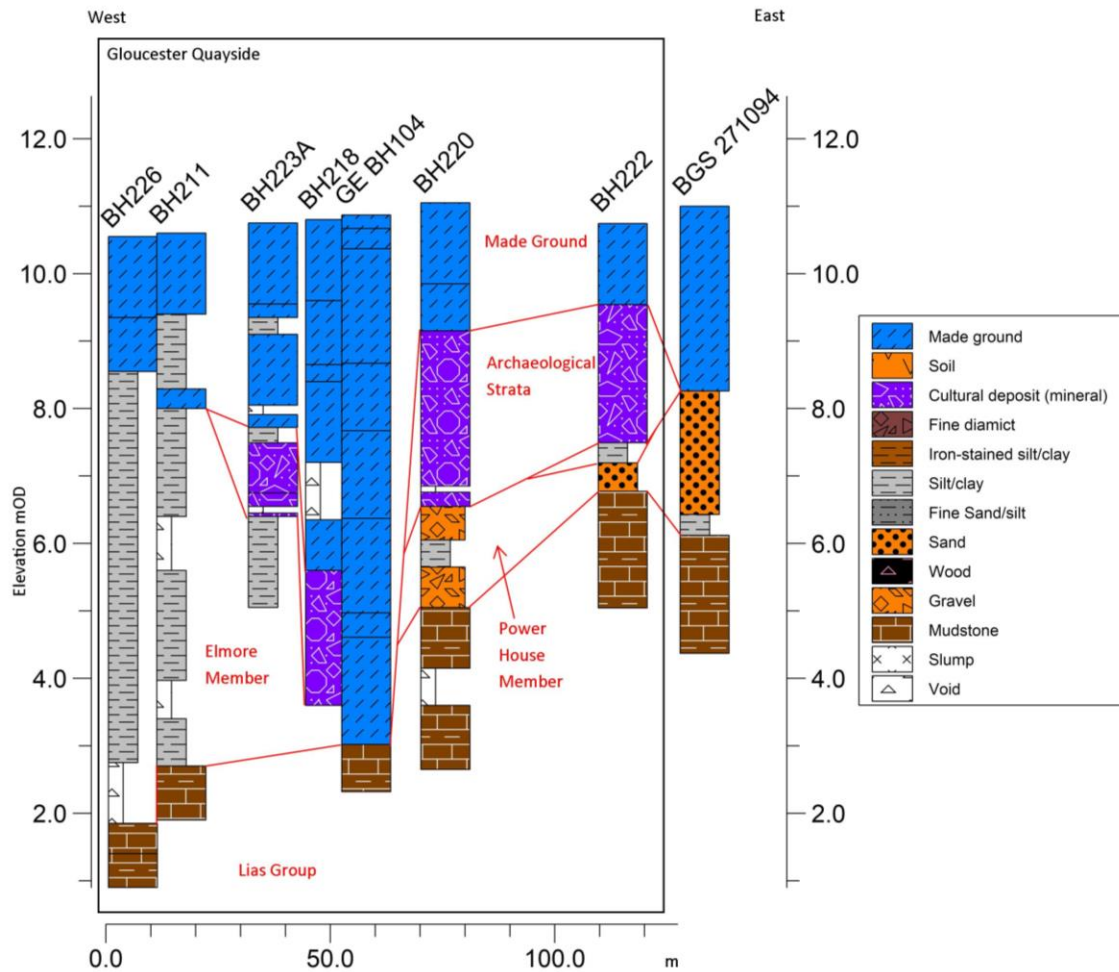 West
East
Gloucester Quayside
BH226
BH211
BH223A
BH218
GE BH104
BH220
BH222
BGS 271094
12.0
10.0
8.0
6.0
4.0
2.0
Elevation mOD
12.0
10.0
8.0
6.0
4.0
2.0
Made Ground
Archaeological
Strata
Elmore
Member
Power
House
Member
Lias Group
0.0
50.0
100.0
m
Made ground
Soil
Cultural deposit (mineral)
Fine diamict
Iron-stained silt/clay
Silt/clay
Fine Sand/silt
Sand
Wood
Gravel
Mudstone
Slump
Void